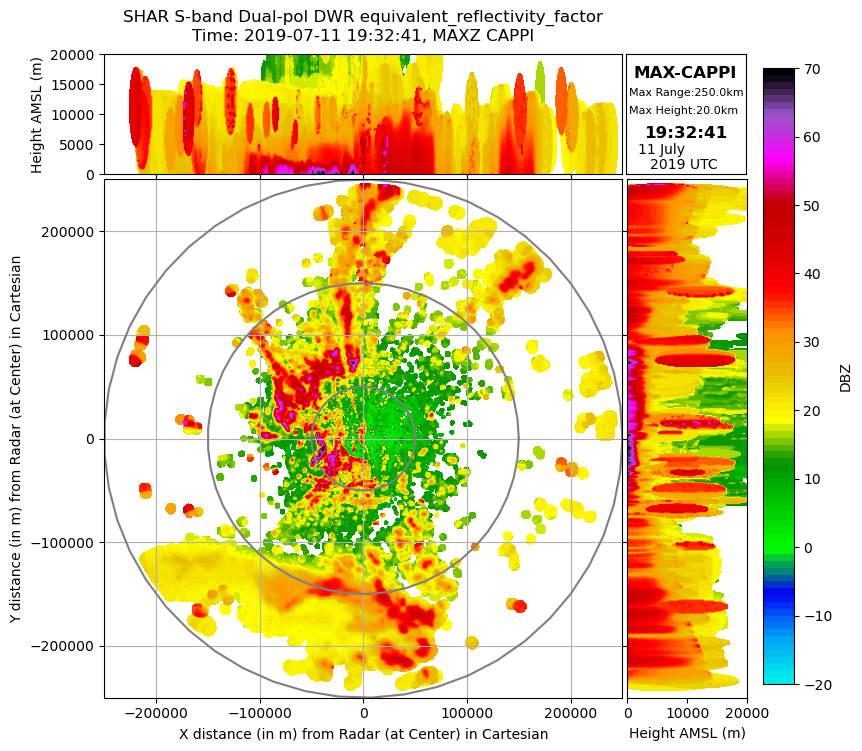 SHAR S-band Dual-pol DWR equivalent_reflectivity_factor
Time: 2019-07-11 19:32:41, MAXZ CAPPI
Height AMSL (m)
20000
15000
10000
5000
0
MAX-CAPPI
Max Range:250.0km
Max Height:20.0km
19:32:41
11 July
2019 UTC
Y distance (in m) from Radar (at Center) in Cartesian
200000
100000
0
−100000
−200000
−200000 −100000 0 100000 200000
X distance (in m) from Radar (at Center) in Cartesian
0 10000 20000
Height AMSL (m)
70
60
50
40
30
20
10
0
−10
−20
DBZ